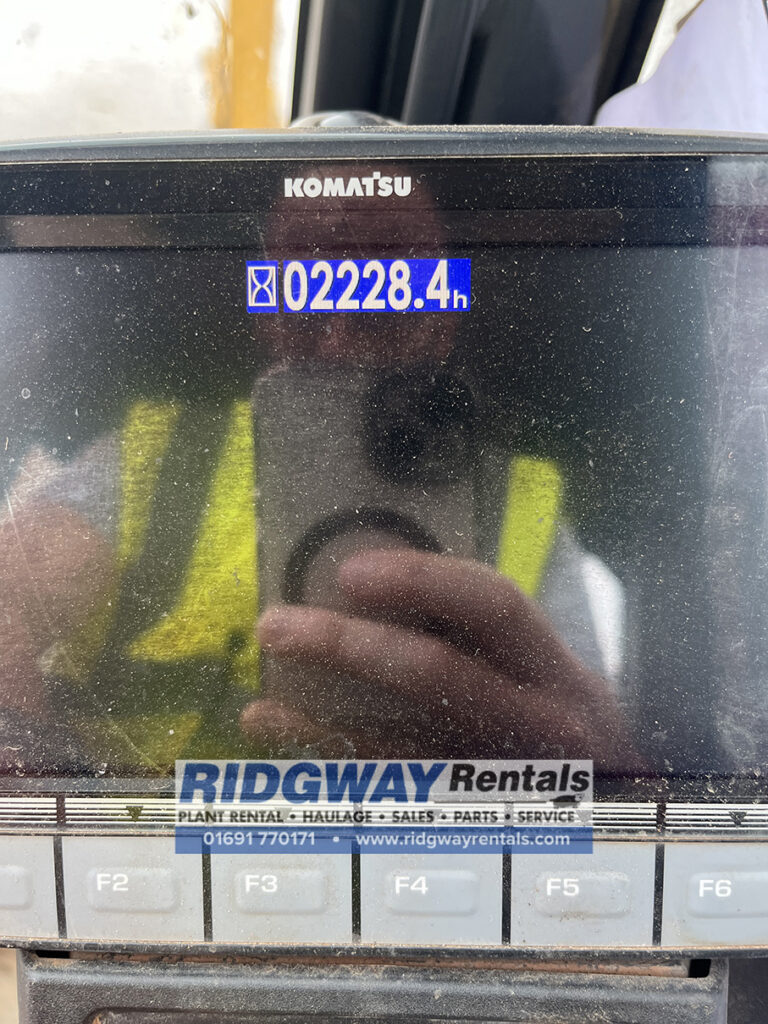 KOMATSU
02228.4h
RIDGWAY Rentals
PLANT RENTAL • HAULAGE • SALES • PARTS • SERVICE
01691 770171 • www.ridgwayrentals.com
F2 F3 F4 F5 F6